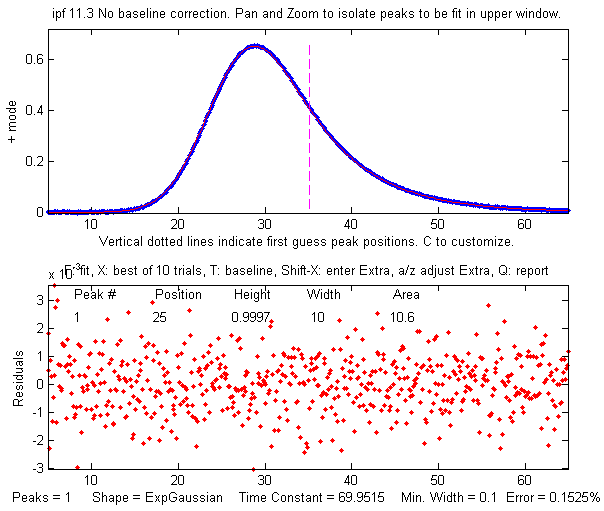 ipf 11.3 No baseline correction. Pan and Zoom to isolate peaks to be fit in upper window.
0.6
0.4
0.2
0
+ mode
10 20 30 40 50 60
Vertical dotted lines indicate first guess peak positions. C to customize.
x 10-3 fit, X: best of 10 trials, T: baseline, Shift-X: enter Extra, a/z adjust Extra, Q: report
Peak # Position Height Width Area
1 25 0.9997 10 10.6
3
2
1
0
-1
-2
-3
Residuals
10 20 30 40 50 60
Peaks = 1 Shape = ExpGaussian Time Constant = 69.9515 Min. Width = 0.1 Error = 0.1525%